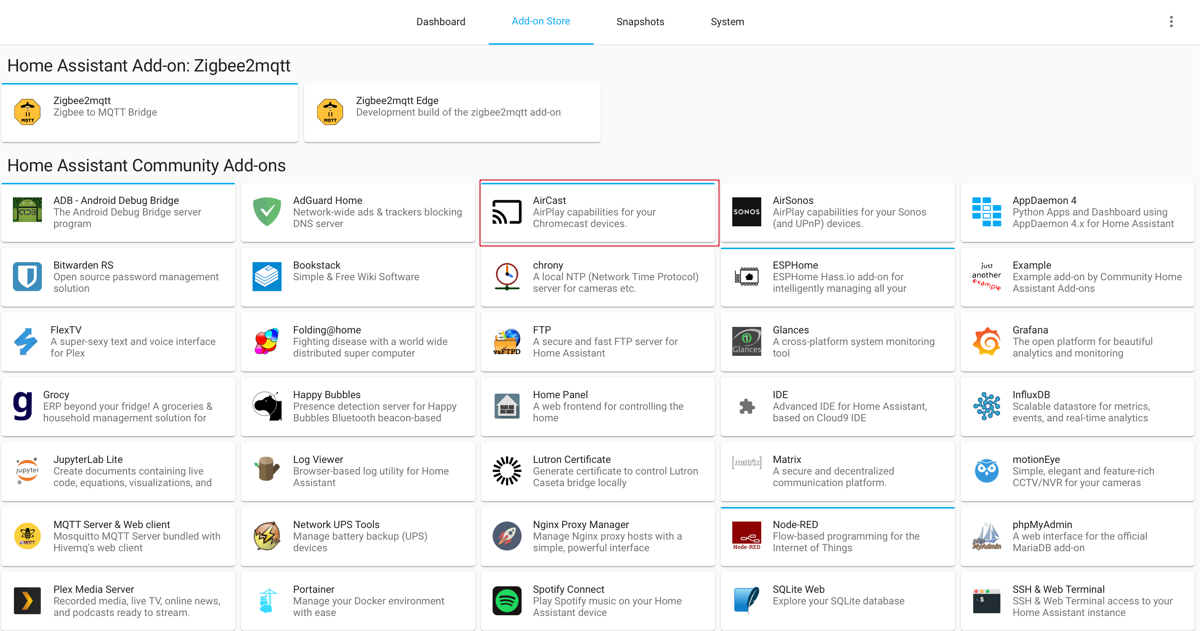 Dashboard
Add-on Store
Snapshots
System
Home Assistant Add-on: Zigbee2mqtt
MQTT
Zigbee2mqtt
Zigbee to MQTT Bridge
MQTT
Zigbee2mqtt Edge
Development build of the zigbee2mqtt add-on
Home Assistant Community Add-ons
ADB
ADB - Android Debug Bridge
The Android Debug Bridge server
program
AdGuard Home
Network-wide ads & trackers blocking
DNS server
AirCast
AirPlay capabilities for your
Chromecast devices.
SONOS
AirSonos
AirPlay capabilities for your Sonos
(and UPnP) devices.
AppDaemon 4
Python Apps and Dashboard using
AppDaemon 4.x for Home Assistant
Bitwarden RS
Open source password management
solution
Bookstack
Simple & Free Wiki Software
chrony
A local NTP (Network Time Protocol)
server for cameras etc.
ESPHome
ESPHome Hass.io add-on for
intelligently managing all your
just
another
example
Example
Example add-on by Community Home
Assistant Add-ons
FlexTV
A super-sexy text and voice interface
for Plex
Folding@home
Fighting disease with a world wide
distributed super computer
vsFTPD
FTP
A secure and fast FTP server for
Home Assistant
Glances
Glances
A cross-platform system monitoring
tool
Grafana
The open platform for beautiful
analytics and monitoring
g
Grocy
ERP beyond your fridge! A groceries &
household management solution for
Happy Bubbles
Presence detection server for Happy
Bubbles Bluetooth beacon-based
Home Panel
A web frontend for controlling the
home
IDE
Advanced IDE for Home Assistant,
based on Cloud9 IDE
InfluxDB
Scalable datastore for metrics,
events, and real-time analytics
jupyter
JupyterLab Lite
Create documents containing live
code, equations, visualizations, and
Log Viewer
Browser-based log utility for Home
Assistant
Lutron Certificate
Generate certificate to control Lutron
Caseta bridge locally
[matrix]
Matrix
A secure and decentralized
communication platform.
motionEye
Simple, elegant and feature-rich
CCTV/NVR for your cameras
MQTT
MQTT Server & Web client
Mosquitto MQTT Server bundled with
Hivemq's web client
Network UPS Tools
Manage battery backup (UPS)
devices
Nginx Proxy Manager
Manage Nginx proxy hosts with a
simple, powerful interface
Node-RED
Node-RED
Flow-based programming for the
Internet of Things
phpMyAdmin
phpMyAdmin
A web interface for the official
MariaDB add-on
Plex Media Server
Recorded media, live TV, online news,
and podcasts ready to stream.
Portainer
Manage your Docker environment
with ease
Spotify Connect
Play Spotify music on your Home
Assistant device
SQLite Web
Explore your SQLite database
$
SSH & Web Terminal
SSH & Web Terminal access to your
Home Assistant instance